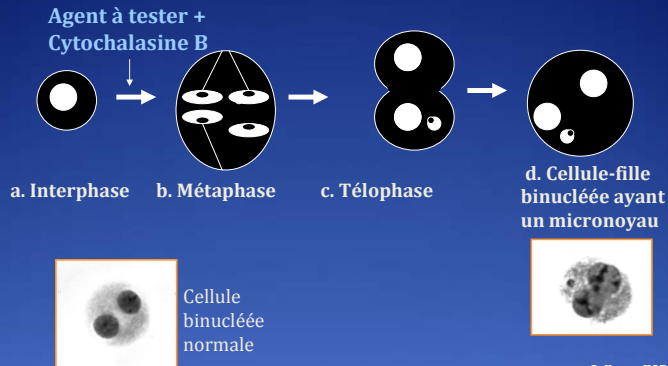 Agent à tester +
Cytochalasine B
a. Interphase
b. Métaphase
c. Télophase
d. Cellule-fille
binucléée ayant
un micronoyau
Cellule
binucléée
normale